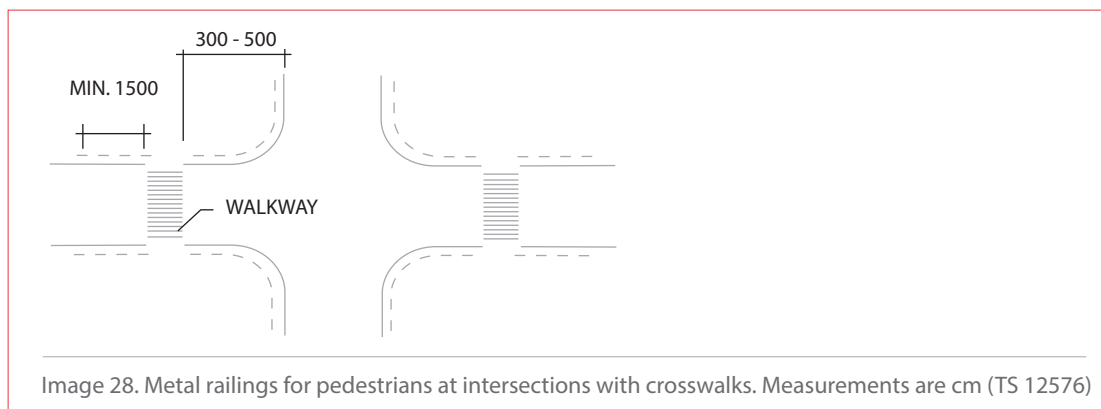 300 - 500
MIN. 1500
WALKWAY
Image 28. Metal railings for pedestrians at intersections with crosswalks. Measurements are cm (TS 12576)